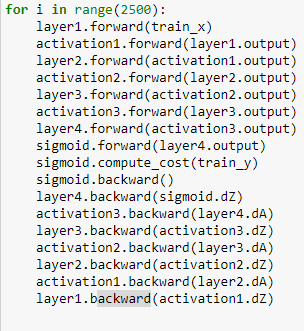 for i in range(2500):
    layer1.forward(train_x)
    activation1.forward(layer1.output)
    layer2.forward(activation1.output)
    activation2.forward(layer2.output)
    layer3.forward(activation2.output)
    activation3.forward(layer3.output)
    layer4.forward(activation3.output)
    sigmoid.forward(layer4.output)
    sigmoid.compute_cost(train_y)
    sigmoid.backward()
    layer4.backward(sigmoid.dZ)
    activation3.backward(layer4.dA)
    layer3.backward(activation3.dZ)
    activation2.backward(layer3.dA)
    layer2.backward(activation2.dZ)
    activation1.backward(layer2.dA)
    layer1.backward(activation1.dZ)